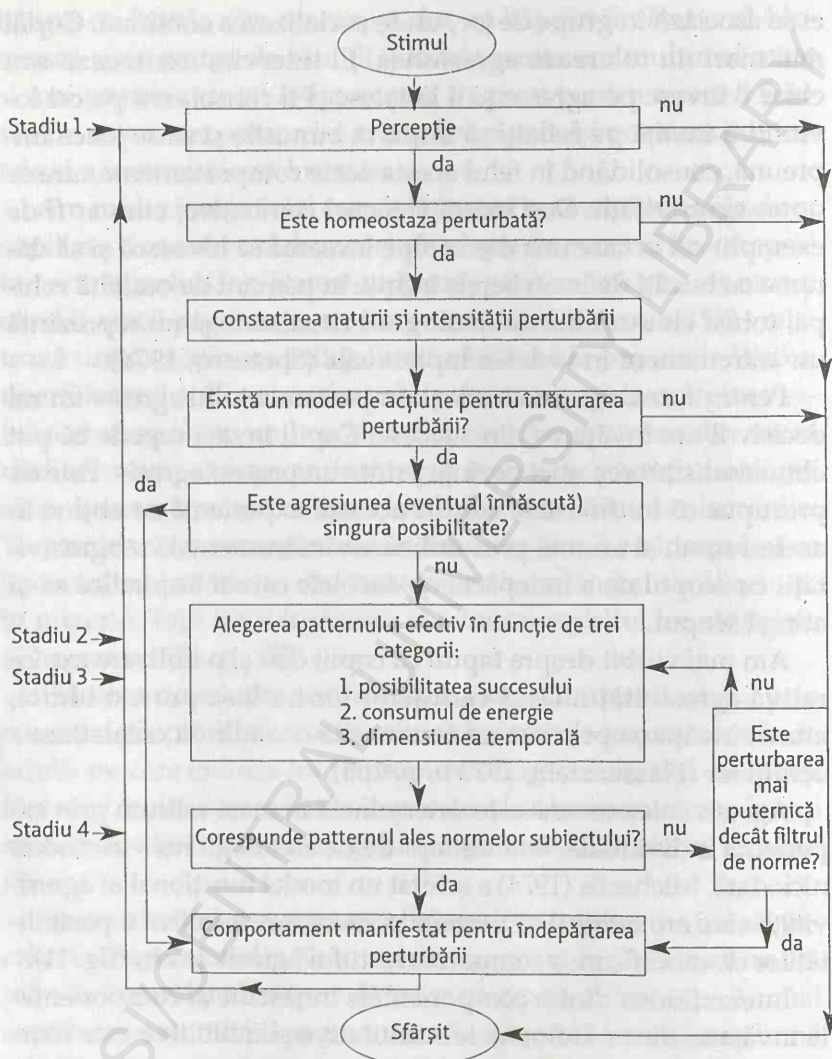 Stimul
nu
Stadiu 1
Percepție
da
nu
Este homeostaza perturbată?
da
Constatarea naturii și intensității perturbării
Există un model de acțiune pentru înlăturarea
perturbării?
nu
da
da
Este agresiunea (eventual înnăscută)
singura posibilitate?
nu
Stadiu 2
Stadiu 3
Alegerea patternului efectiv în funcție de trei
categorii:
1. posibilitatea succesului
2. consumul de energie
3. dimensiunea temporală
nu
Este
perturbarea
mai
puternică
decât filtrul
de norme?
Stadiu 4
Corespunde patternul ales normelor subiectului?
nu
da
da
Comportament manifestat pentru îndepărtarea
perturbării
Sfârșit
CENTRAL UNIVERSITY LIBRARY